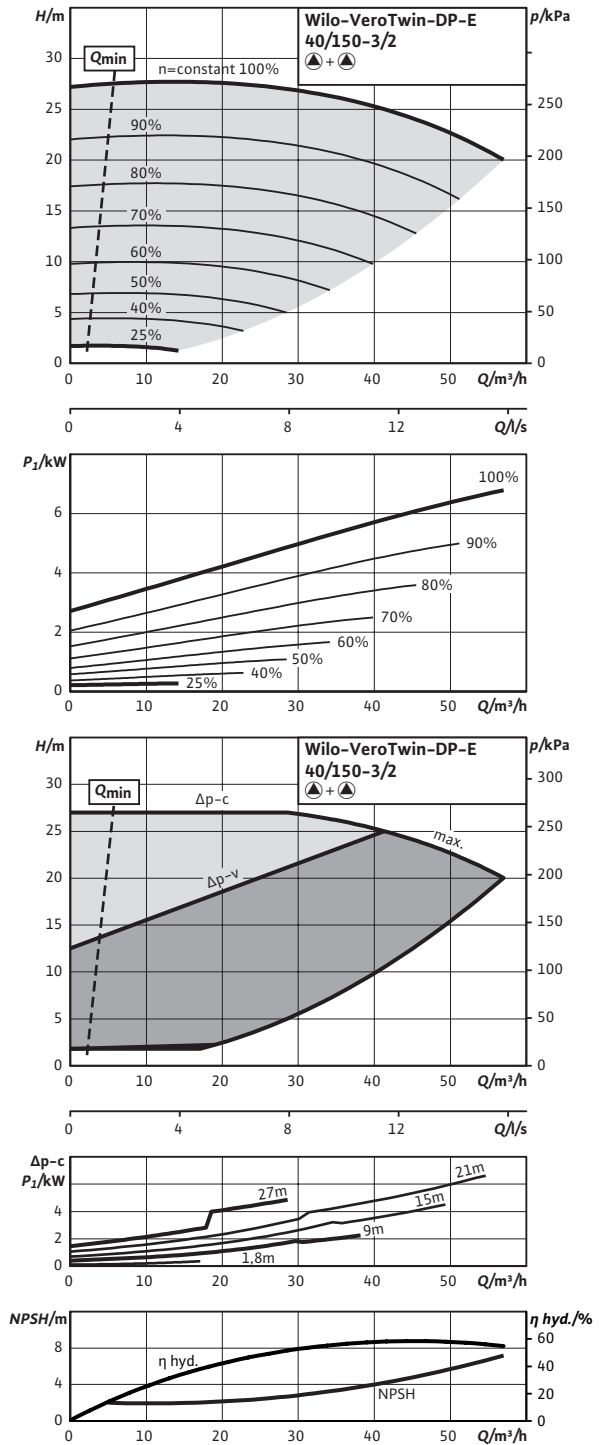 H/m
Wilo-VeroTwin-DP-E
40/150-3/2
+
p/kPa
Qmin
n=constant 100%
30
25
20
15
10
5
0
250
200
150
100
50
0
90%
80%
70%
60%
50%
40%
25%
0 10 20 30 40 Q/m³/h
0 4 8 12 Q/l/s
P₁/kW
6
4
2
0
100%
90%
80%
70%
60%
50%
40%
25%
0 10 20 30 40 50 Q/m³/h
H/m
Wilo-VeroTwin-DP-E
40/150-3/2
+
p/kPa
Qmin
Δp-c
max.
Δp-v
30
25
20
15
10
5
0
300
250
200
150
100
50
0
0 10 20 30 40 Q/m³/h
0 4 8 12 Q/l/s
Δp-c
P₁/kW
4
2
0
27m
21m
15m
9m
1,8m
0 10 20 30 40 50 Q/m³/h
NPSH/m
η hyd./%
8
4
0
60
40
20
0
η hyd.
NPSH
0 10 20 30 40 50 Q/m³/h